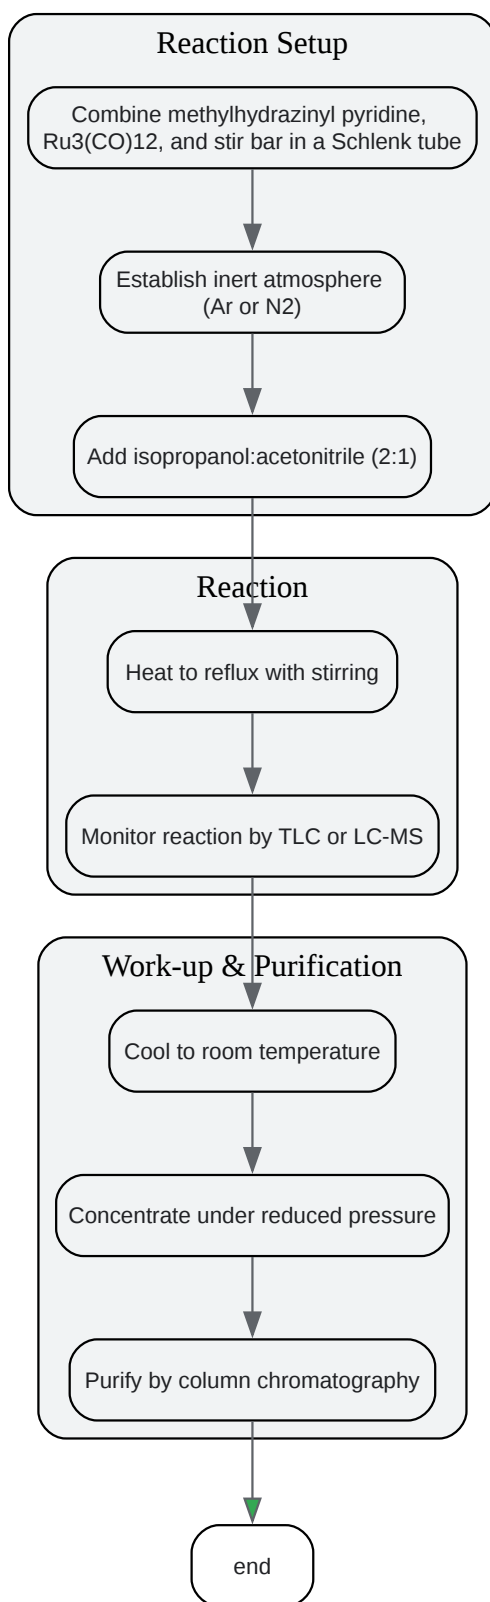 Reaction Setup
Combine methylhydrazinyl pyridine,
Ru3(CO)12, and stir bar in a Schlenk tube
Establish inert atmosphere
(Ar or N2)
Add isopropanol:acetonitrile (2:1)
Reaction
Heat to reflux with stirring
Monitor reaction by TLC or LC-MS
Work-up & Purification
Cool to room temperature
Concentrate under reduced pressure
Purify by column chromatography
end